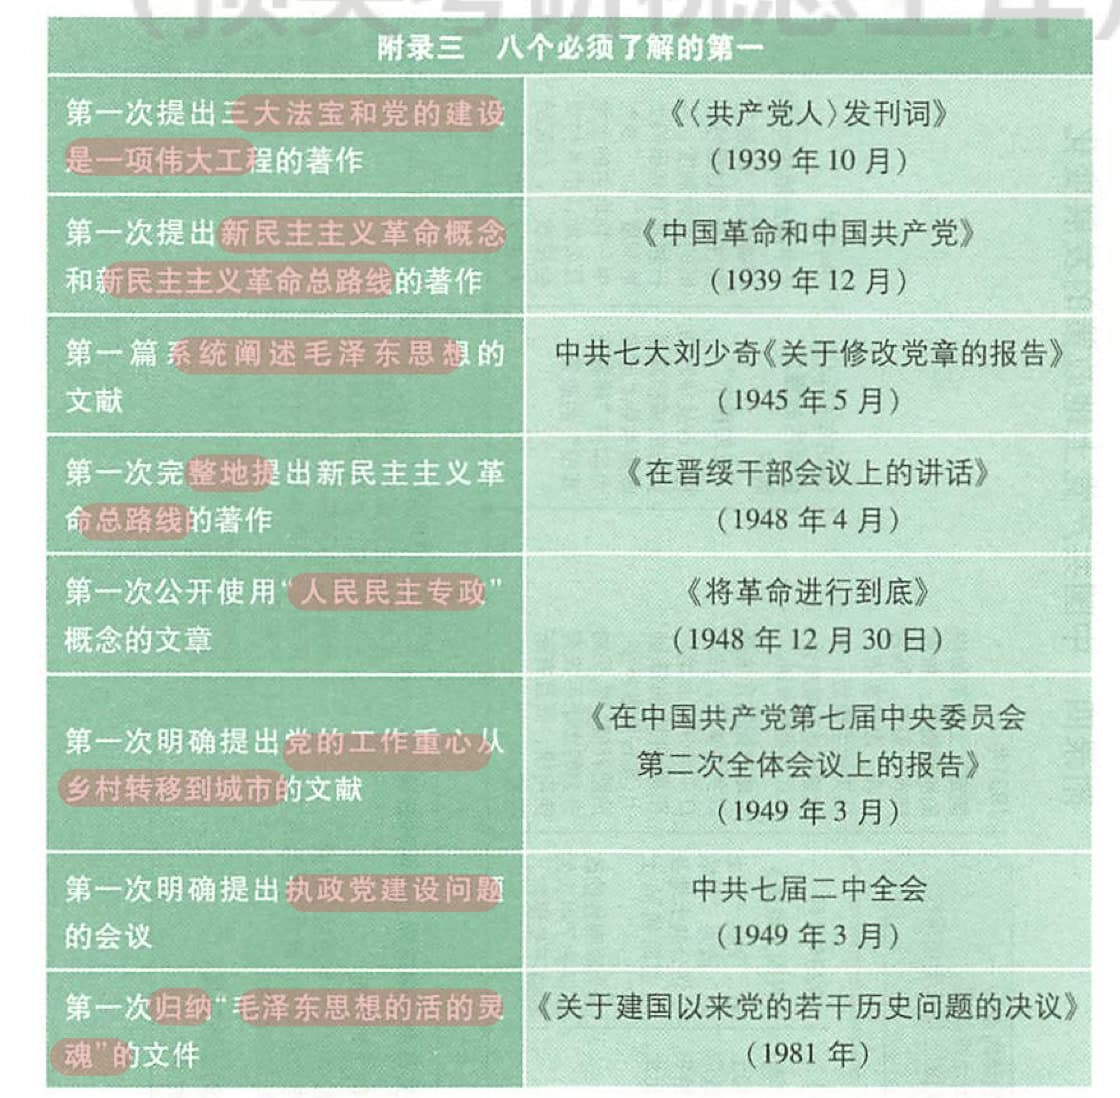 附录三 八个必须了解的第一
第一次提出三大法宝和党的建设
是一项伟大工程的著作
《〈共产党人〉发刊词》
(1939 年 10 月)
第一次提出新民主主义革命概念
和新民主主义革命总路线的著作
《中国革命和中国共产党》
(1939 年 12 月)
第一篇系统阐述毛泽东思想的
文献
中共七大刘少奇《关于修改党章的报告》
(1945 年 5 月)
第一次完整地提出新民主主义革
命总路线的著作
《在晋绥干部会议上的讲话》
(1948 年 4 月)
第一次公开使用“人民民主专政”
概念的文章
《将革命进行到底》
(1948 年 12 月 30 日)
第一次明确提出党的工作重心从
乡村转移到城市的文献
《在中国共产党第七届中央委员会
第二次全体会议上的报告》
(1949 年 3 月)
第一次明确提出执政党建设问题
的会议
中共七届二中全会
(1949 年 3 月)
第一次归纳“毛泽东思想的活的灵
魂”的文件
《关于建国以来党的若干历史问题的决议》
(1981 年)